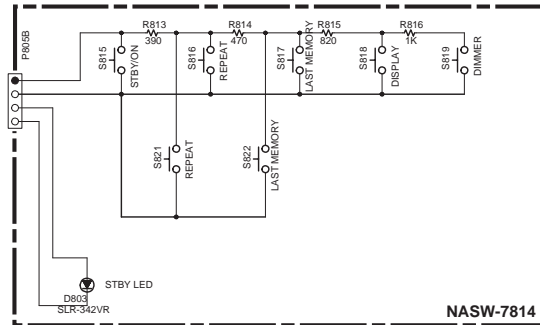 P805B
R813
390
R814
470
R815
820
R816
1K
S815
STBY/ON
S816
REPEAT
S817
LAST MEMORY
S818
DISPLAY
S819
DIMMER
S821
REPEAT
S822
LAST MEMORY
STBY LED
D803
SLR-342VR
NASW-7814